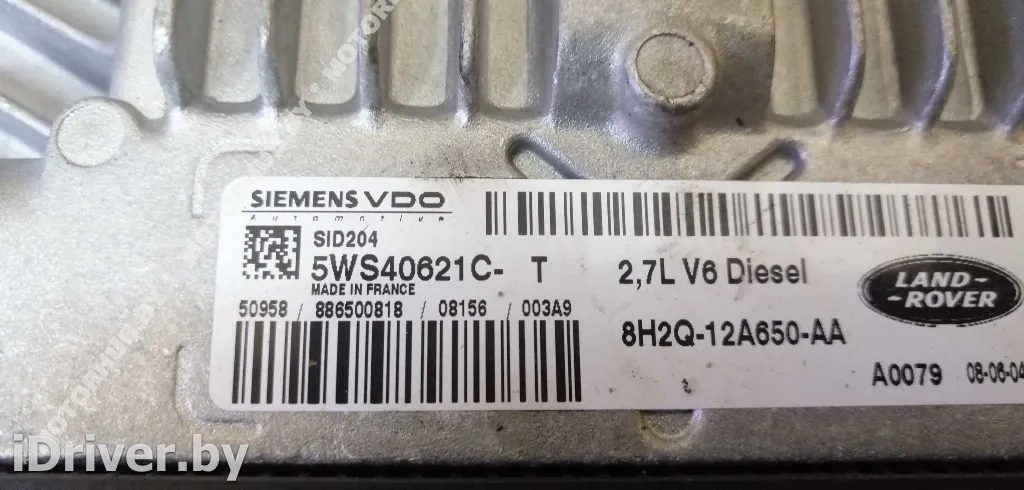 SIEMENS VDO
Automotive
SID204
5WS40621C- T
2,7L V6 Diesel
LAND-
-ROVER
MADE IN FRANCE
50958 / 886500818 / 08156 / 003A9
8H2Q-12A650-AA
A0079 08-06-04
iDriver.by